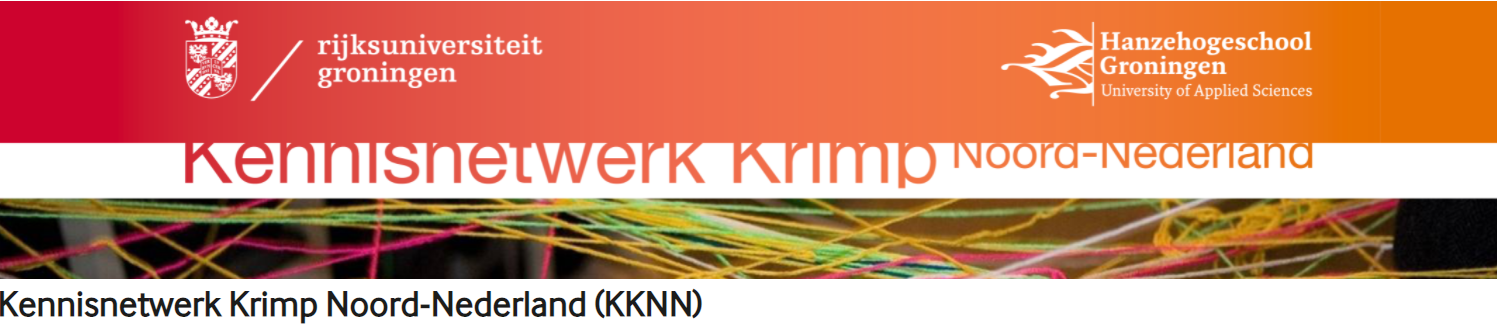 rijksuniversiteit
groningen
Hanzehogeschool
Groningen
University of Applied Sciences
Kennisnetwerk Krimp Noord-Nederland
Kennisnetwerk Krimp Noord-Nederland (KKNN)